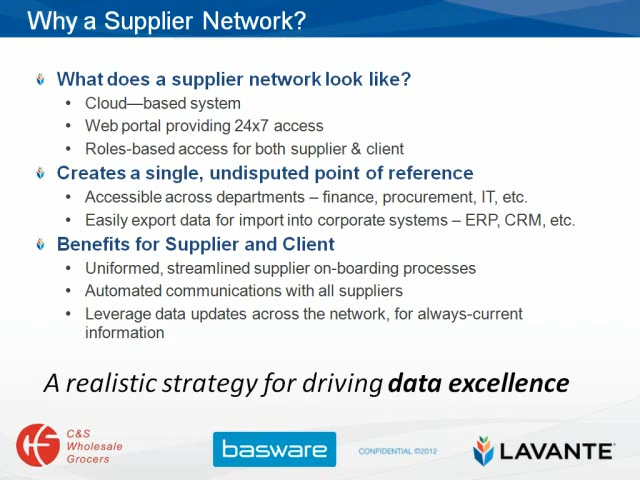 Why a Supplier Network?
What does a supplier network look like?
• Cloud—based system
• Web portal providing 24x7 access
• Roles-based access for both supplier & client
Creates a single, undisputed point of reference
• Accessible across departments – finance, procurement, IT, etc.
• Easily export data for import into corporate systems – ERP, CRM, etc.
Benefits for Supplier and Client
• Uniformed, streamlined supplier on-boarding processes
• Automated communications with all suppliers
• Leverage data updates across the network, for always-current
information
A realistic strategy for driving data excellence
C&S
Wholesale
Grocers
basware
CONFIDENTIAL ©2012
LAVANTE